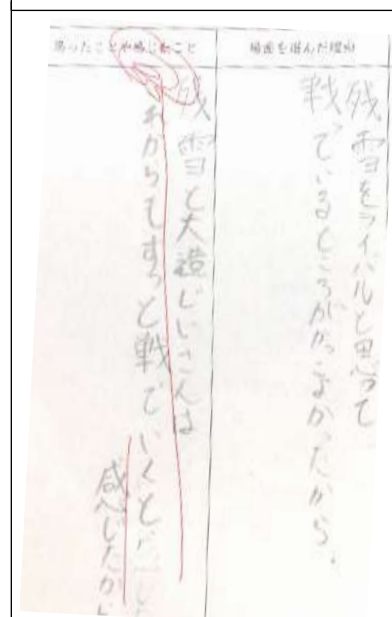 場面を選んだ理由
残雪をライバルと思って
戦っているところがかっこよかったから。
思ったことや感じたこと
残雪と大造じいさんは
これからもずっと戦ていくと
感じたから